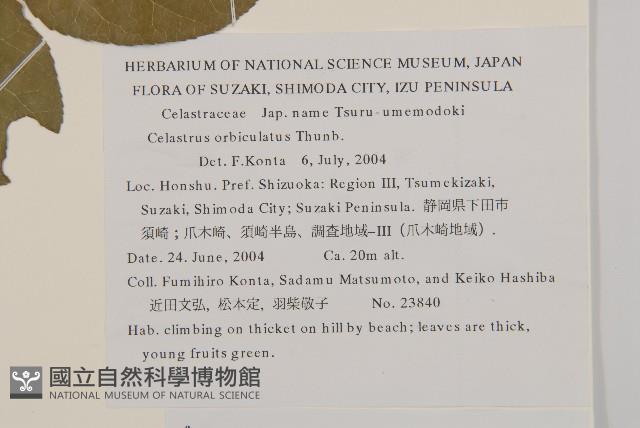 HERBARIUM OF NATIONAL SCIENCE MUSEUM, JAPAN
FLORA OF SUZAKI, SHIMODA CITY, IZU PENINSULA
Celastraceae Jap. name Tsuru-umemodoki
Celastrus orbiculatus Thunb.
Det. F.Konta 6, July, 2004
Loc. Honshu. Pref. Shizuoka: Region III, Tsumekizaki,
Suzaki, Shimoda City; Suzaki Peninsula. 静岡県下田市
須崎；爪木崎、須崎半島、調査地域–III（爪木崎地域）.
Date. 24. June, 2004 Ca. 20m alt.
Coll. Fumihiro Konta, Sadamu Matsumoto, and Keiko Hashiba
近田文弘, 松本定, 羽柴敬子 No. 23840
Hab. climbing on thicket on hill by beach; leaves are thick,
young fruits green.
國立自然科學博物館
NATIONAL MUSEUM OF NATURAL SCIENCE